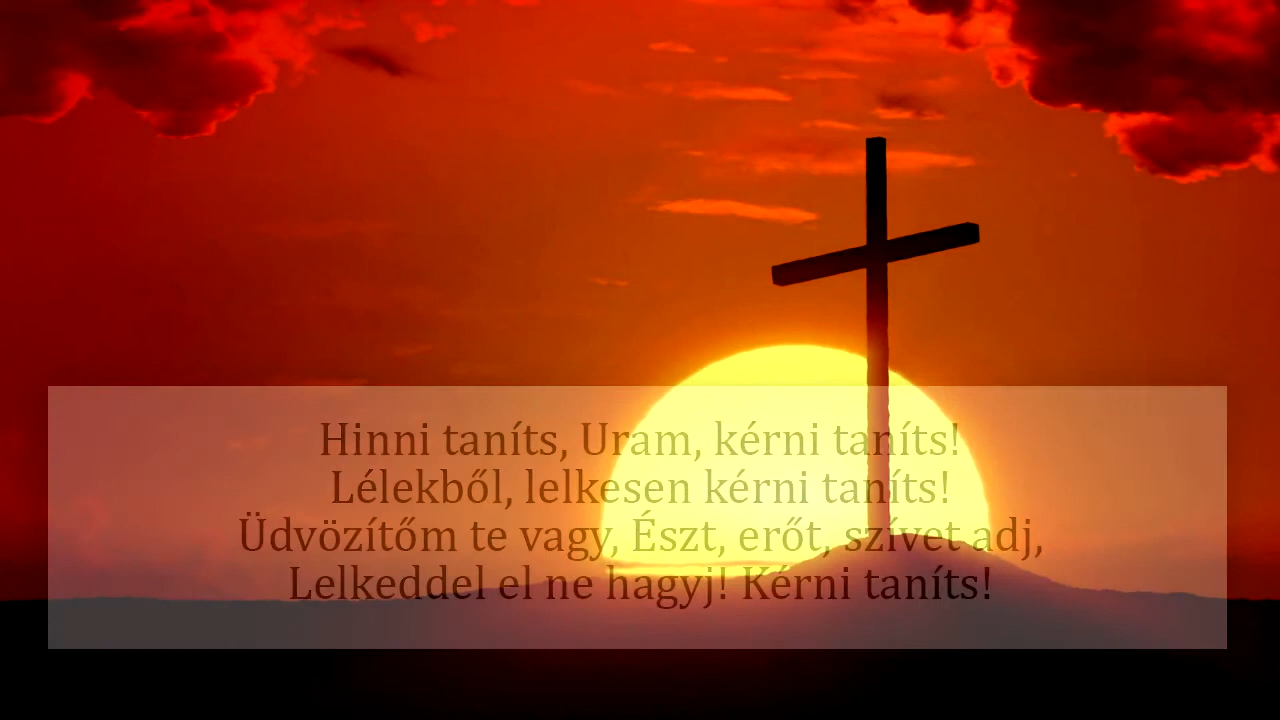 Hinni taníts, Uram, kérni taníts!
Lélekből, lelkesen kérni taníts!
Üdvözítőm te vagy, Észt, erőt, szívet adj,
Lelkeddel el ne hagyj! Kérni taníts!